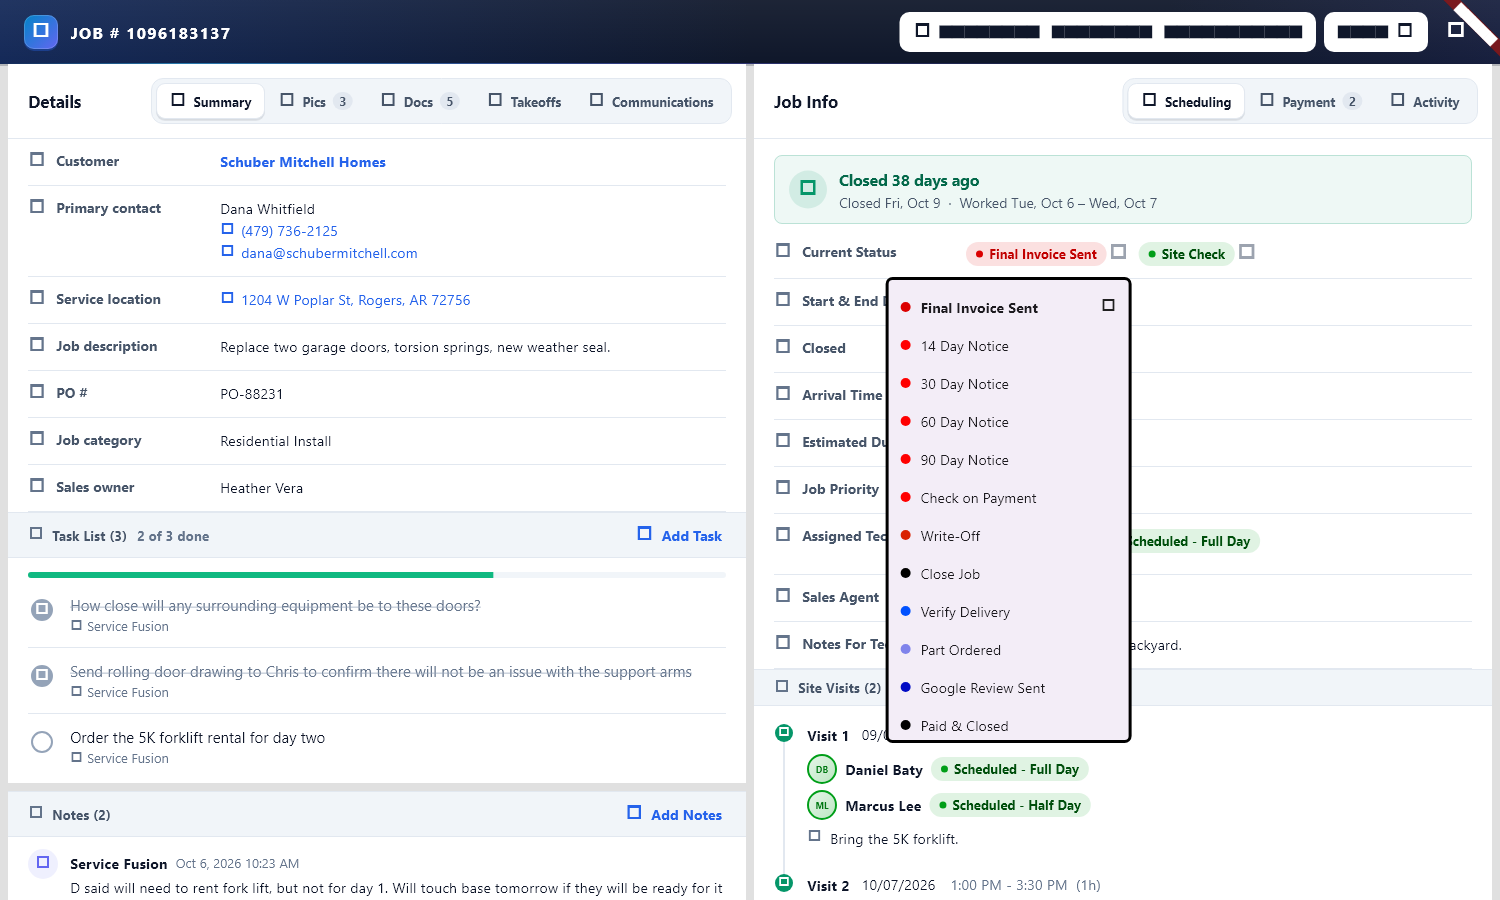 JOB # 1096183137
Details
Summary
Pics 3
Docs 5
Takeoffs
Communications
Customer
Schuber Mitchell Homes
Primary contact
Dana Whitfield
(479) 736-2125
dana@schubermitchell.com
Service location
1204 W Poplar St, Rogers, AR 72756
Job description
Replace two garage doors, torsion springs, new weather seal.
PO #
PO-88231
Job category
Residential Install
Sales owner
Heather Vera
Task List (3) 2 of 3 done
Add Task
How close will any surrounding equipment be to these doors?
Service Fusion
Send rolling door drawing to Chris to confirm there will not be an issue with the support arms
Service Fusion
Order the 5K forklift rental for day two
Service Fusion
Notes (2)
Add Notes
Service Fusion Oct 6, 2026 10:23 AM
D said will need to rent fork lift, but not for day 1. Will touch base tomorrow if they will be ready for it
Job Info
Scheduling
Payment 2
Activity
Closed 38 days ago
Closed Fri, Oct 9 · Worked Tue, Oct 6 – Wed, Oct 7
Current Status
Final Invoice Sent
Site Check
Start & End
Closed
Arrival Time
Estimated
Job Priority
Assigned
Scheduled - Full Day
Sales Agent
Notes For
Final Invoice Sent
14 Day Notice
30 Day Notice
60 Day Notice
90 Day Notice
Check on Payment
Write-Off
Close Job
Verify Delivery
Part Ordered
Google Review Sent
Paid & Closed
Site Visits (2)
Visit 1
DB Daniel Baty Scheduled - Full Day
ML Marcus Lee Scheduled - Half Day
Bring the 5K forklift.
Visit 2 10/07/2026 1:00 PM - 3:30 PM (1h)